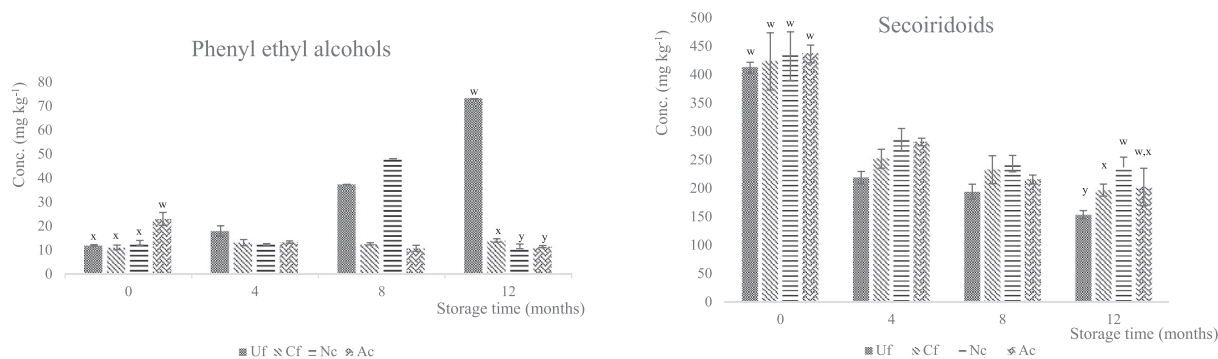 Phenyl ethyl alcohols
Conc. (mg kg-1)
80
70
60
50
40
30
20
10
0
x x x w
w x y y
0 4 8 12
Storage time (months)
Uf Cf Nc Ac
Secoiridoids
Conc. (mg kg-1)
500
450
400
350
300
250
200
150
100
50
0
w w w w
y x w w,x
0 4 8 12
Storage time (months)
Uf Cf Nc Ac